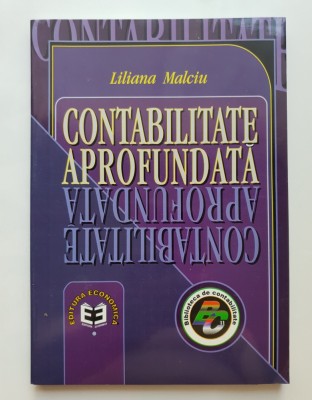 CONTABILITATE
Liliana Malciu
CONTABILITATE
APROFUNDATĂ
CONTABILITATE
APROFUNDATĂ
EDITURA ECONOMICĂ
Biblioteca de contabilitate